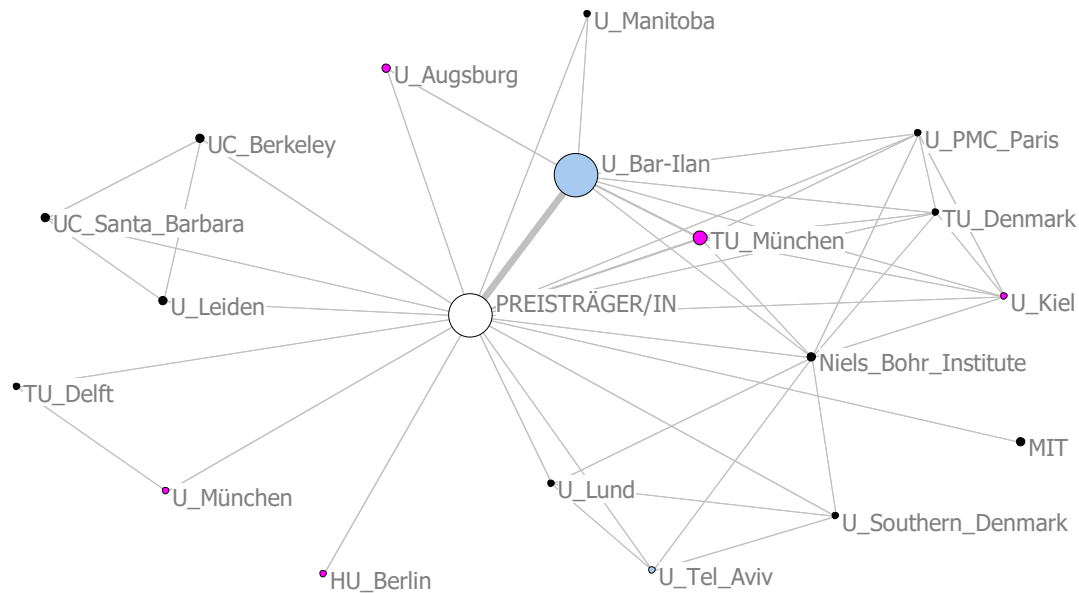 U_Manitoba
U_Augsburg
UC_Berkeley
U_PMC_Paris
U_Bar-Ilan
UC_Santa_Barbara
TU_Denmark
TU_München
U_Leiden
PREISTRÄGER/IN
U_Kiel
Niels_Bohr_Institute
TU_Delft
MIT
U_München
U_Lund
U_Southern_Denmark
HU_Berlin
U_Tel_Aviv